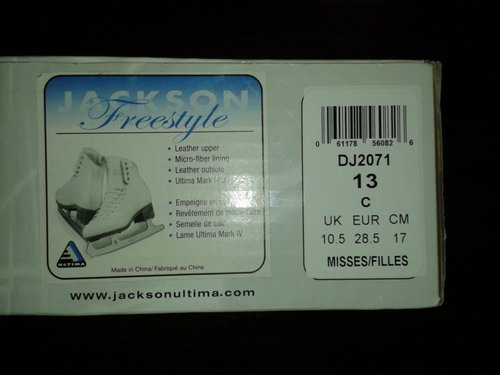 JACKSON
Freestyle
• Leather upper
• Micro-fiber lining
• Leather outsole
• Ultima Mark IV
• Empeigne en
• Revêtement de
• Semelle de
• Lame Ultima Mark IV
ULTIMA
Made in China/ Fabriqué au Chine
www.jacksonultima.com
0 61178 56082 6
DJ2071
13
C
UK EUR CM
10.5 28.5 17
MISSES/FILLES